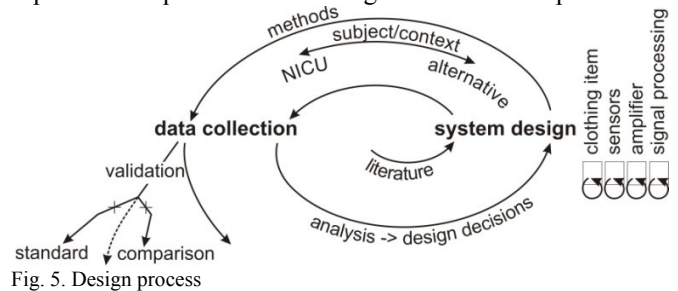 methods
subject/context
NICU
alternative
data collection
system design
literature
analysis -> design decisions
validation
standard
comparison
clothing item
sensors
amplifier
signal processing
Fig. 5. Design process